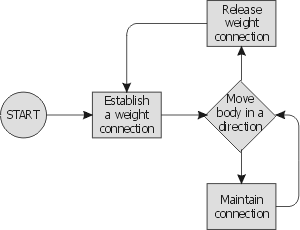 Release
weight
connection
START
Establish
a weight
connection
Move
body in a
direction
Maintain
connection